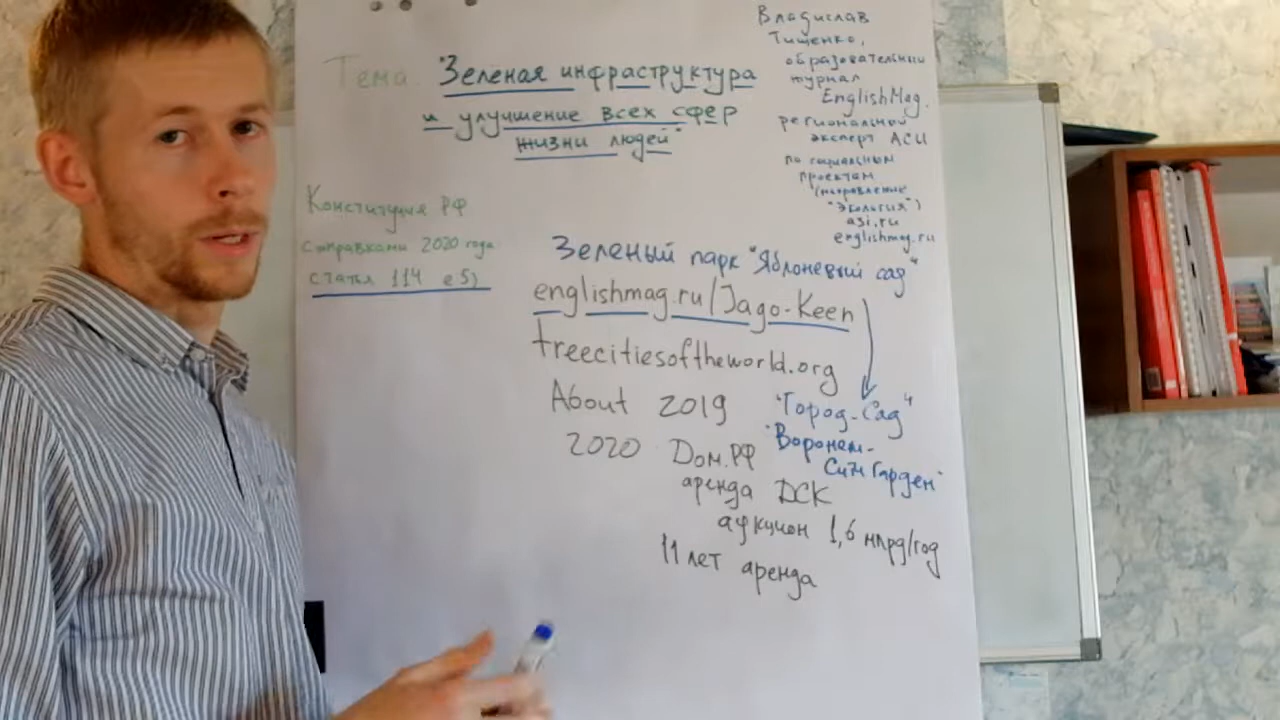 Тема. "Зеленая инфраструктура
и улучшение всех сфер
жизни людей"
Владислав
Тищенко,
образовательный
журнал
EnglishMag.
региональный
эксперт АСИ
по социальным
проектам
(направление
"Экология")
asi.ru
englishmag.ru
Конституция РФ
с поправками 2020 года
статья 114 е5)
Зеленый парк "Яблоневый сад"
englishmag.ru/Jago-Keen
treecitiesoftheworld.org
About 2019
"Город-Сад"
"Воронеж-
Сити Гарден"
2020 Дом.РФ
аренда ДСК
аукцион 1,6 млрд/год
11 лет аренда